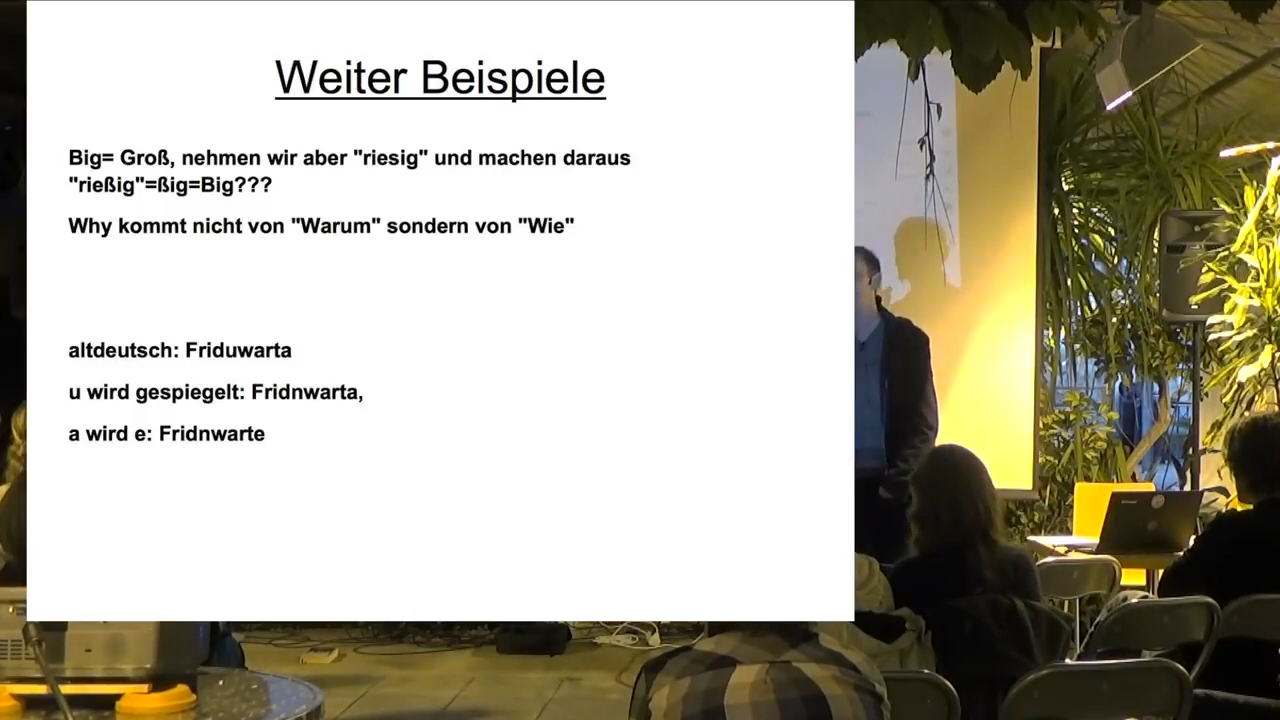 Weiter Beispiele
Big= Groß, nehmen wir aber "riesig" und machen daraus
"rießig"=ßig=Big???
Why kommt nicht von "Warum" sondern von "Wie"
altdeutsch: Friduwarta
u wird gespiegelt: Fridnwarta,
a wird e: Fridnwarte